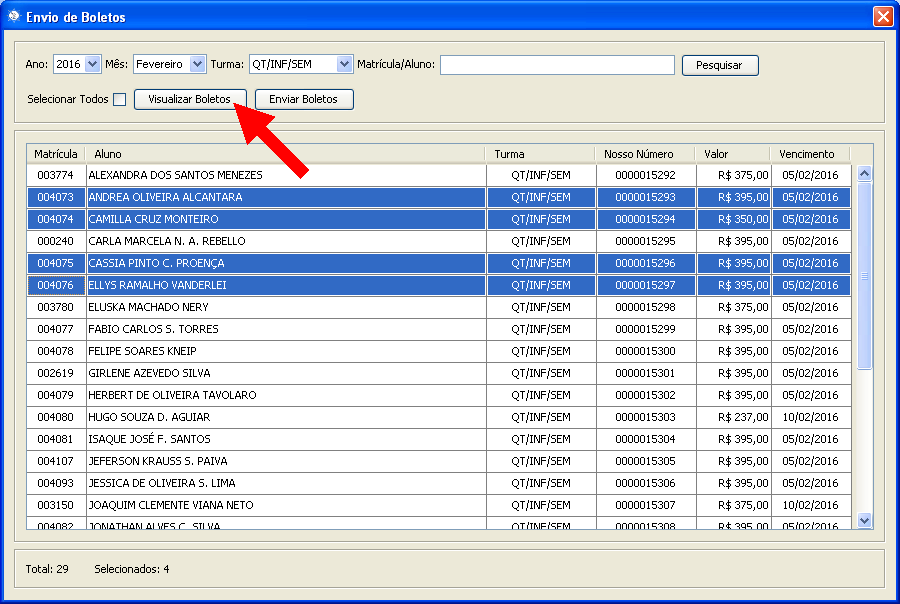 Envio de Boletos
Ano: 2016 Mês: Fevereiro Turma: QT/INF/SEM Matrícula/Aluno: Pesquisar
Selecionar Todos Visualizar Boletos Enviar Boletos
Matrícula Aluno Turma Nosso Número Valor Vencimento
003774 ALEXANDRA DOS SANTOS MENEZES QT/INF/SEM 0000015292 R$ 375,00 05/02/2016
004073 ANDREA OLIVEIRA ALCANTARA QT/INF/SEM 0000015293 R$ 395,00 05/02/2016
004074 CAMILLA CRUZ MONTEIRO QT/INF/SEM 0000015294 R$ 350,00 05/02/2016
000240 CARLA MARCELA N. A. REBELLO QT/INF/SEM 0000015295 R$ 395,00 05/02/2016
004075 CASSIA PINTO C. PROENÇA QT/INF/SEM 0000015296 R$ 395,00 05/02/2016
004076 ELLYS RAMALHO VANDERLEI QT/INF/SEM 0000015297 R$ 395,00 05/02/2016
003780 ELUSKA MACHADO NERY QT/INF/SEM 0000015298 R$ 375,00 05/02/2016
004077 FABIO CARLOS S. TORRES QT/INF/SEM 0000015299 R$ 395,00 05/02/2016
004078 FELIPE SOARES KNEIP QT/INF/SEM 0000015300 R$ 395,00 05/02/2016
002619 GIRLENE AZEVEDO SILVA QT/INF/SEM 0000015301 R$ 395,00 05/02/2016
004079 HERBERT DE OLIVEIRA TAVOLARO QT/INF/SEM 0000015302 R$ 395,00 05/02/2016
004080 HUGO SOUZA D. AGUIAR QT/INF/SEM 0000015303 R$ 237,00 10/02/2016
004081 ISAQUE JOSÉ F. SANTOS QT/INF/SEM 0000015304 R$ 395,00 05/02/2016
004107 JEFERSON KRAUSS S. PAIVA QT/INF/SEM 0000015305 R$ 395,00 05/02/2016
004093 JESSICA DE OLIVEIRA S. LIMA QT/INF/SEM 0000015306 R$ 395,00 05/02/2016
003150 JOAQUIM CLEMENTE VIANA NETO QT/INF/SEM 0000015307 R$ 375,00 10/02/2016
004082 JONATHAN ALVES C. SILVA QT/INF/SEM 0000015308 R$ 395,00 05/02/2016
Total: 29 Selecionados: 4